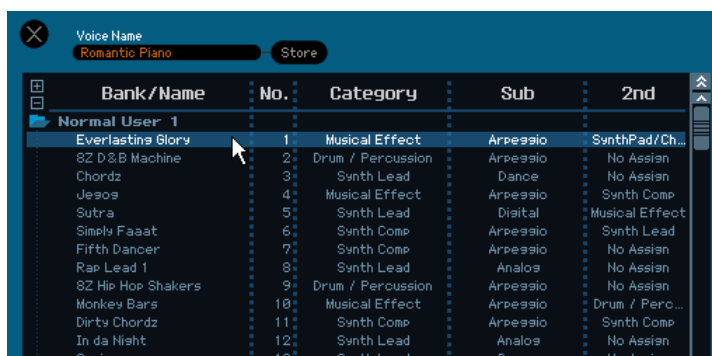 Voice Name
Romantic Piano Store
Bank/Name No. Category Sub 2nd
Normal User 1
Everlasting Glory 1 Musical Effect Arpeggio SynthPad/Ch...
8Z D&B Machine 2 Drum / Percussion Arpeggio No Assign
Chordz 3 Synth Lead Dance No Assign
Jegog 4 Musical Effect Arpeggio Synth Comp
Sutra 5 Synth Lead Digital Musical Effect
Simply Faaat 6 Synth Comp Arpeggio Synth Lead
Fifth Dancer 7 Synth Comp Arpeggio No Assign
Rap Lead 1 8 Synth Lead Analog No Assign
8Z Hip Hop Shakers 9 Drum / Percussion Arpeggio No Assign
Monkey Bars 10 Musical Effect Arpeggio Drum / Perc...
Dirty Chordz 11 Synth Comp Arpeggio Synth Comp
In da Night 12 Synth Lead Analog No Assign